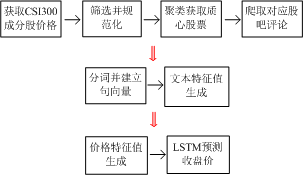 获取CSI300
成分股价格
筛选并规
范化
聚类获取质
心股票
爬取对应股
吧评论
分词并建立
句向量
文本特征值
生成
价格特征值
生成
LSTM预测
收盘价